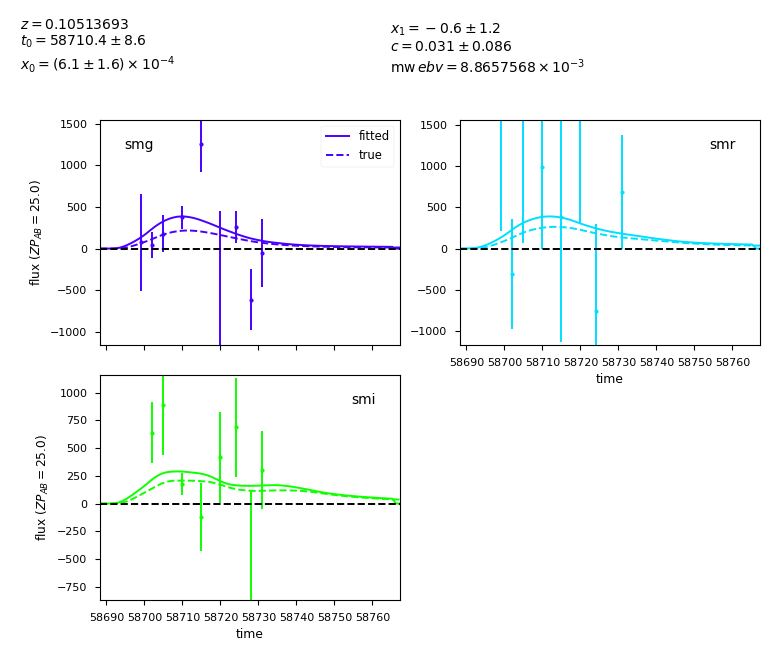 z = 0.10513693
t₀ = 58710.4 ± 8.6
x₀ = (6.1 ± 1.6) × 10⁻⁴
x₁ = −0.6 ± 1.2
c = 0.031 ± 0.086
mw ebv = 8.8657568 × 10⁻³
smg
fitted
true
1500
1000
500
0
−500
−1000
flux (ZP_AB = 25.0)
smr
1500
1000
500
0
−500
−1000
58690 58700 58710 58720 58730 58740 58750 58760
time
smi
1000
750
500
250
0
−250
−500
−750
flux (ZP_AB = 25.0)
58690 58700 58710 58720 58730 58740 58750 58760
time